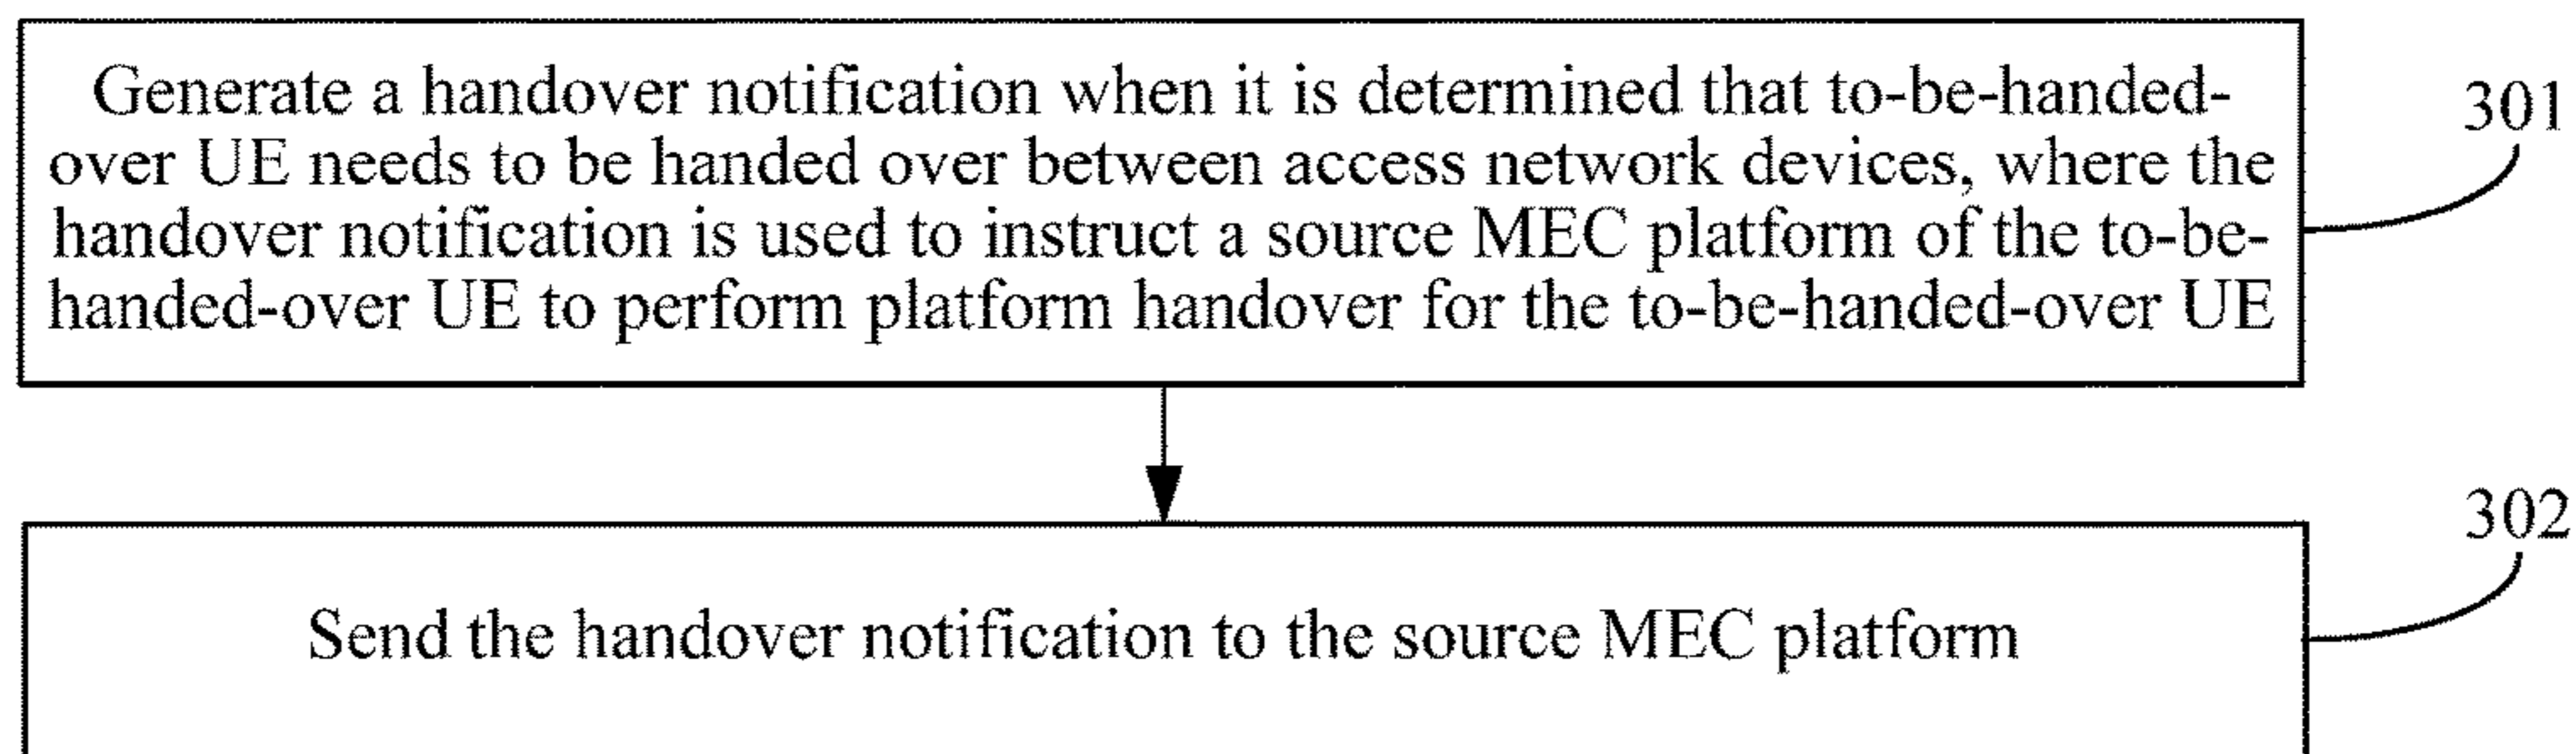 Generate a handover notification when it is determined that to-be-handed-
over UE needs to be handed over between access network devices, where the
handover notification is used to instruct a source MEC platform of the to-be-
handed-over UE to perform platform handover for the to-be-handed-over UE
301
302
Send the handover notification to the source MEC platform